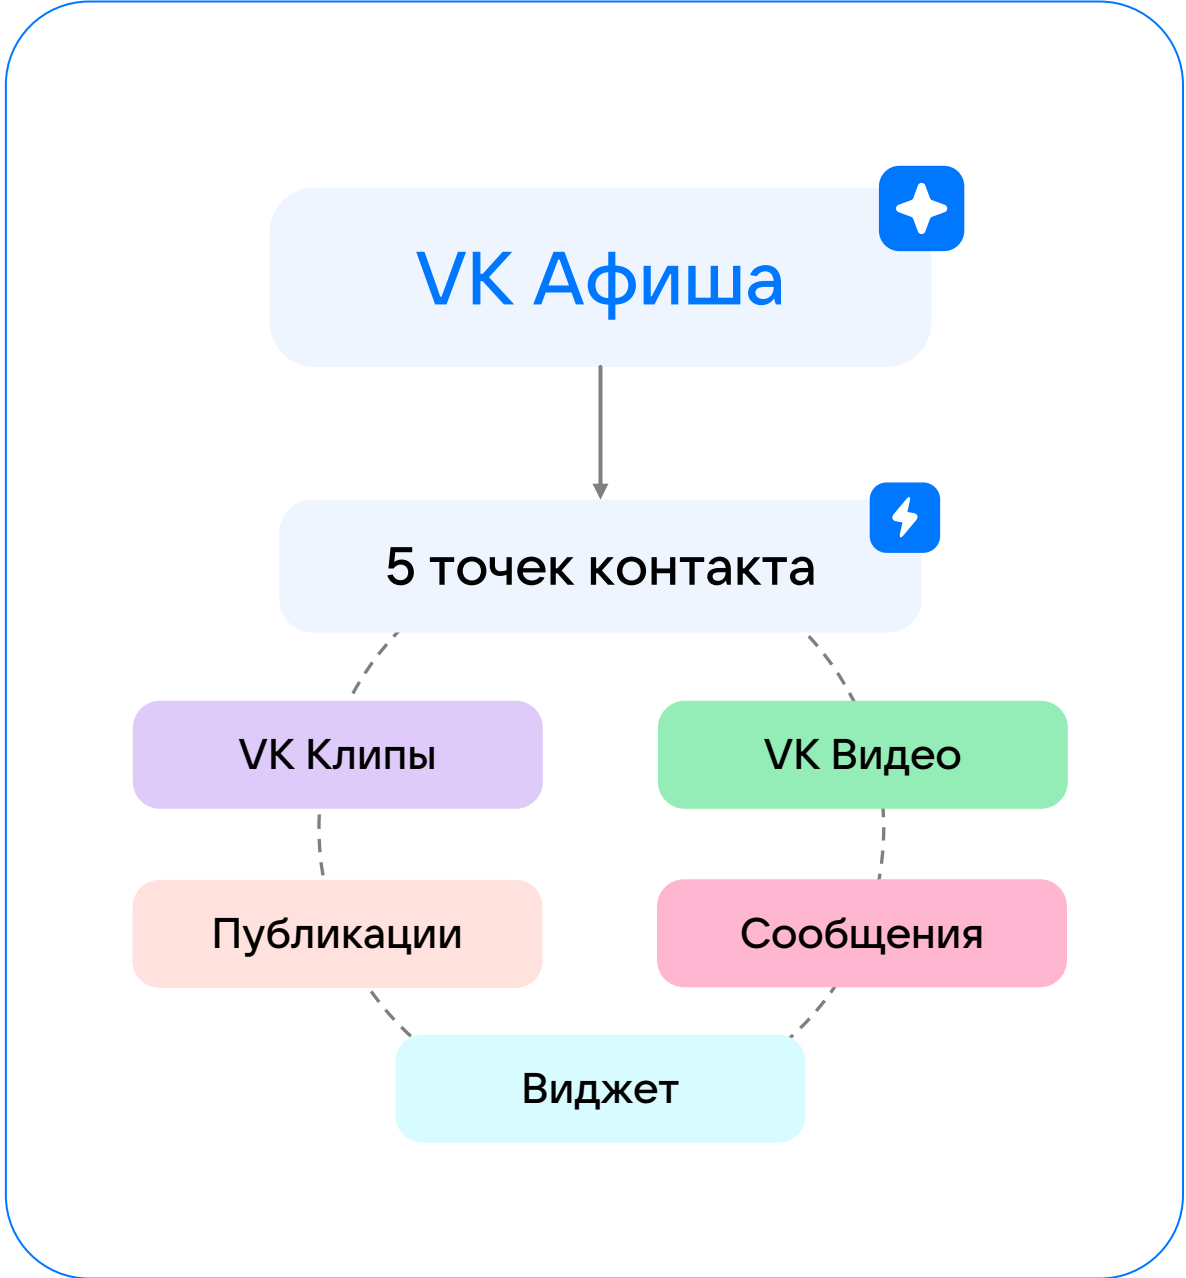 VK Афиша
5 точек контакта
VK Клипы
VK Видео
Публикации
Сообщения
Виджет